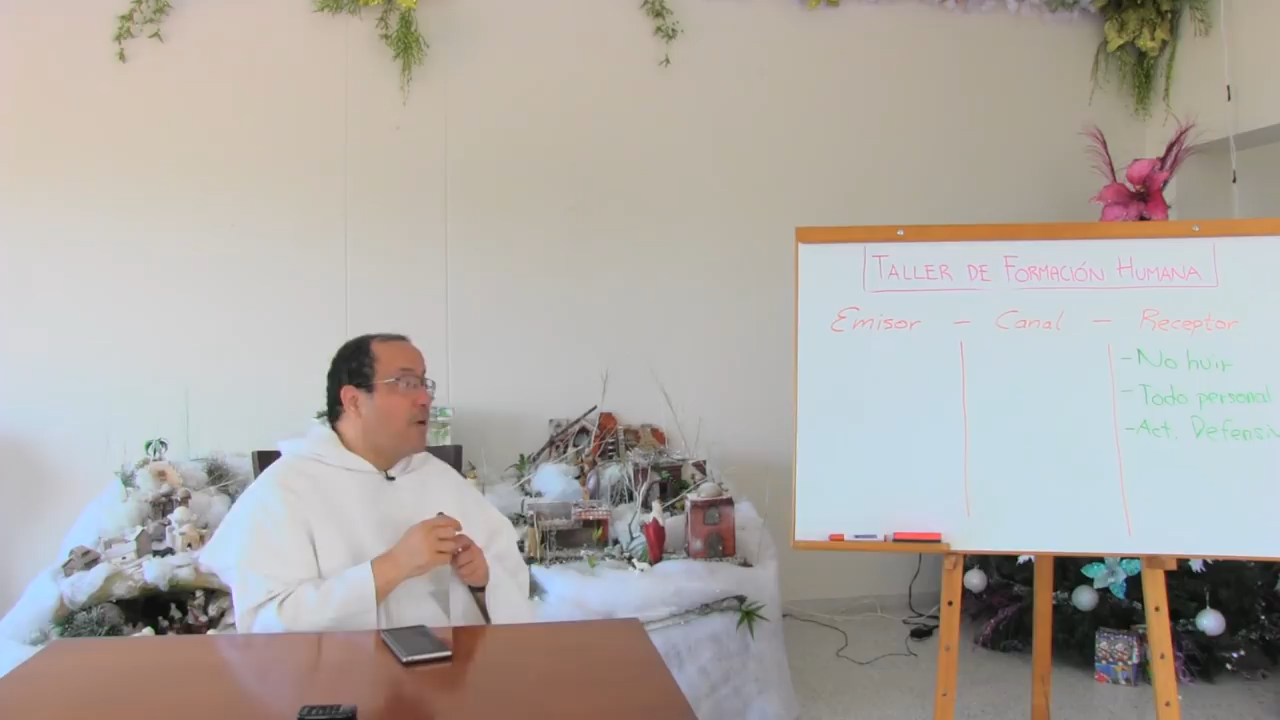 TALLER DE FORMACIÓN HUMANA
Emisor - Canal - Receptor
- No huir
- Todo personal
- Act. Defensiv